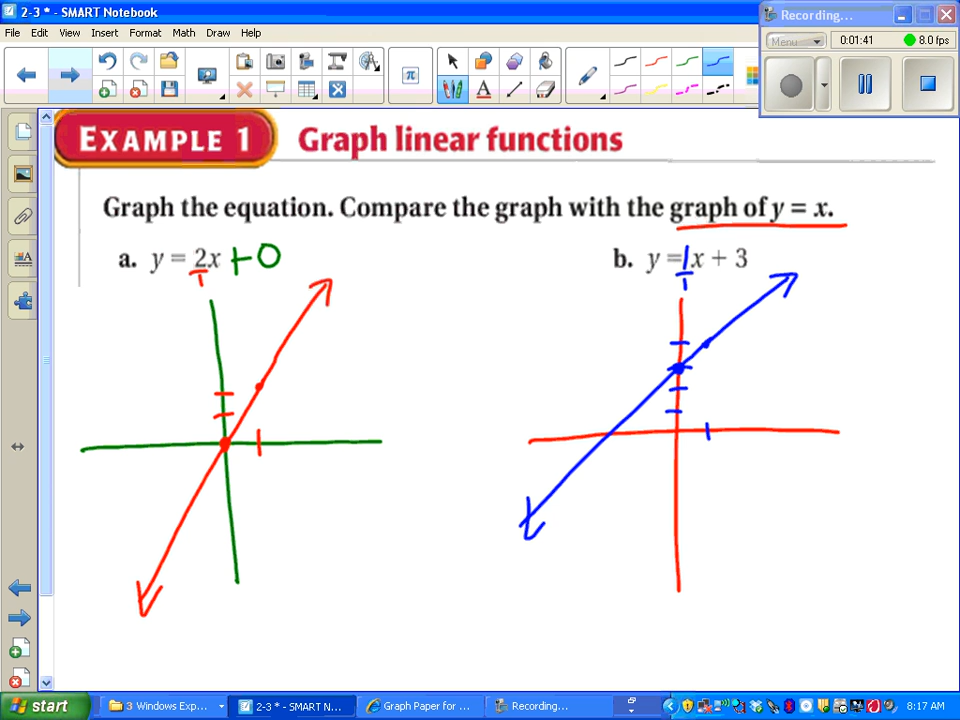 2-3 * - SMART Notebook
File Edit View Insert Format Math Draw Help
Recording...
Menu 0:01:41 8.0 fps
EXAMPLE 1 Graph linear functions
Graph the equation. Compare the graph with the graph of y = x.
a. y = 2x + 0 b. y = 1x + 3
1 1
start 3 Windows Exp... 2-3 * - SMART N... Graph Paper for ... Recording... 8:17 AM